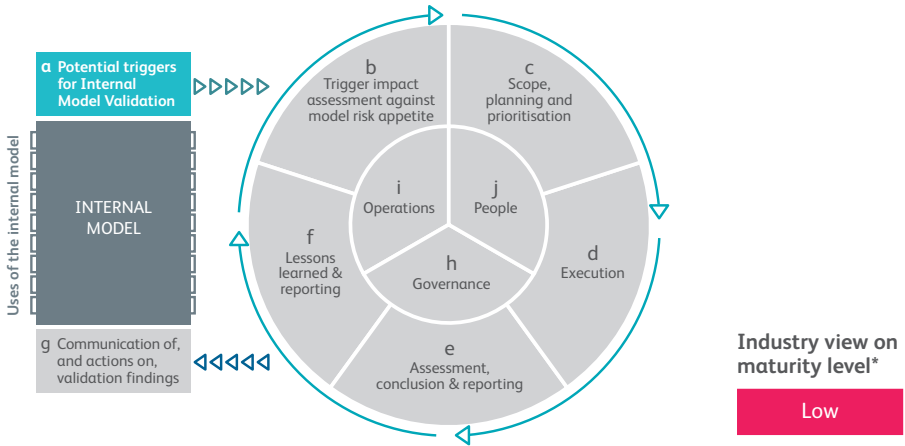 a Potential triggers
for Internal
Model Validation
Uses of the internal model
INTERNAL
MODEL
g Communication of,
and actions on,
validation findings
b
Trigger impact
assessment against
model risk appetite
c
Scope,
planning and
prioritisation
i
Operations
j
People
f
Lessons
learned &
reporting
h
Governance
d
Execution
e
Assessment,
conclusion & reporting
Industry view on
maturity level*
Low